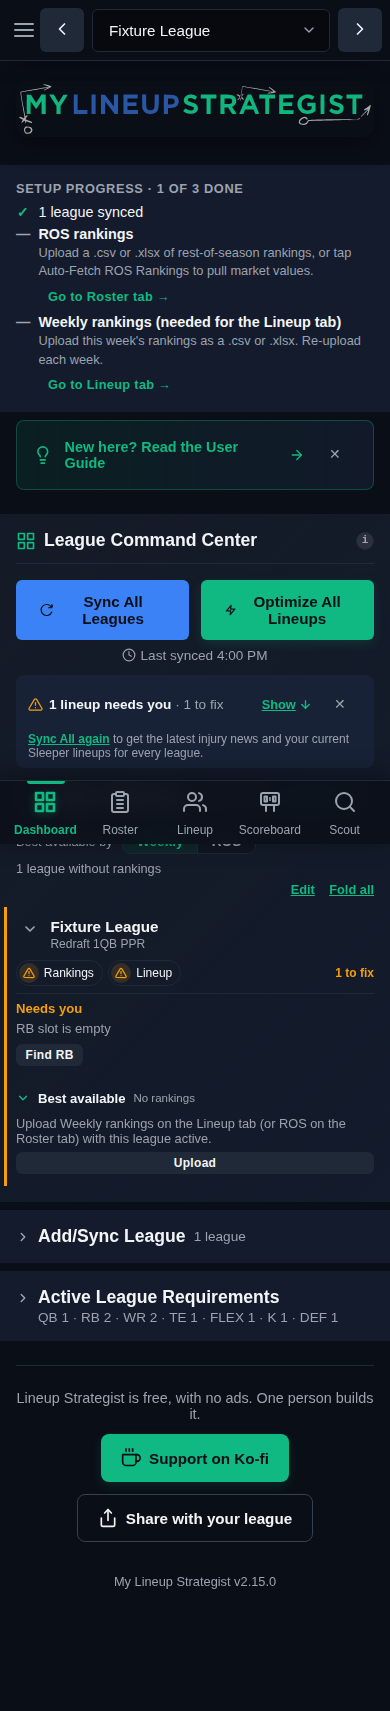 Fixture League
MY LINEUP STRATEGIST
SETUP PROGRESS · 1 OF 3 DONE
✓ 1 league synced
— ROS rankings
Upload a .csv or .xlsx of rest-of-season rankings, or tap
Auto-Fetch ROS Rankings to pull market values.
Go to Roster tab →
— Weekly rankings (needed for the Lineup tab)
Upload this week's rankings as a .csv or .xlsx. Re-upload
each week.
Go to Lineup tab →
New here? Read the User
Guide
→ ✕
League Command Center
i
Sync All
Leagues
Optimize All
Lineups
Last synced 4:00 PM
1 lineup needs you · 1 to fix
Show ↓ ✕
Sync All again to get the latest injury news and your current
Sleeper lineups for every league.
Dashboard
Roster
Lineup
Scoreboard
Scout
1 league without rankings
Edit Fold all
Fixture League
Redraft 1QB PPR
Rankings
Lineup
1 to fix
Needs you
RB slot is empty
Find RB
Best available No rankings
Upload Weekly rankings on the Lineup tab (or ROS on the
Roster tab) with this league active.
Upload
Add/Sync League 1 league
Active League Requirements
QB 1 · RB 2 · WR 2 · TE 1 · FLEX 1 · K 1 · DEF 1
Lineup Strategist is free, with no ads. One person builds
it.
Support on Ko-fi
Share with your league
My Lineup Strategist v2.15.0